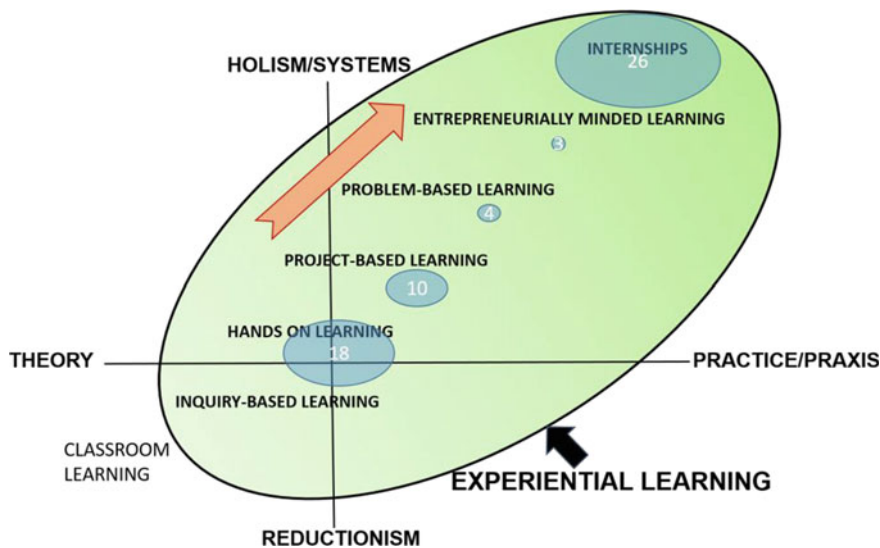 INTERNSHIPS
26
HOLISM/SYSTEMS
ENTREPRENEURIALLY MINDED LEARNING
3
PROBLEM-BASED LEARNING
4
PROJECT-BASED LEARNING
10
HANDS ON LEARNING
18
THEORY
PRACTICE/PRAXIS
INQUIRY-BASED LEARNING
CLASSROOM
LEARNING
EXPERIENTIAL LEARNING
REDUCTIONISM